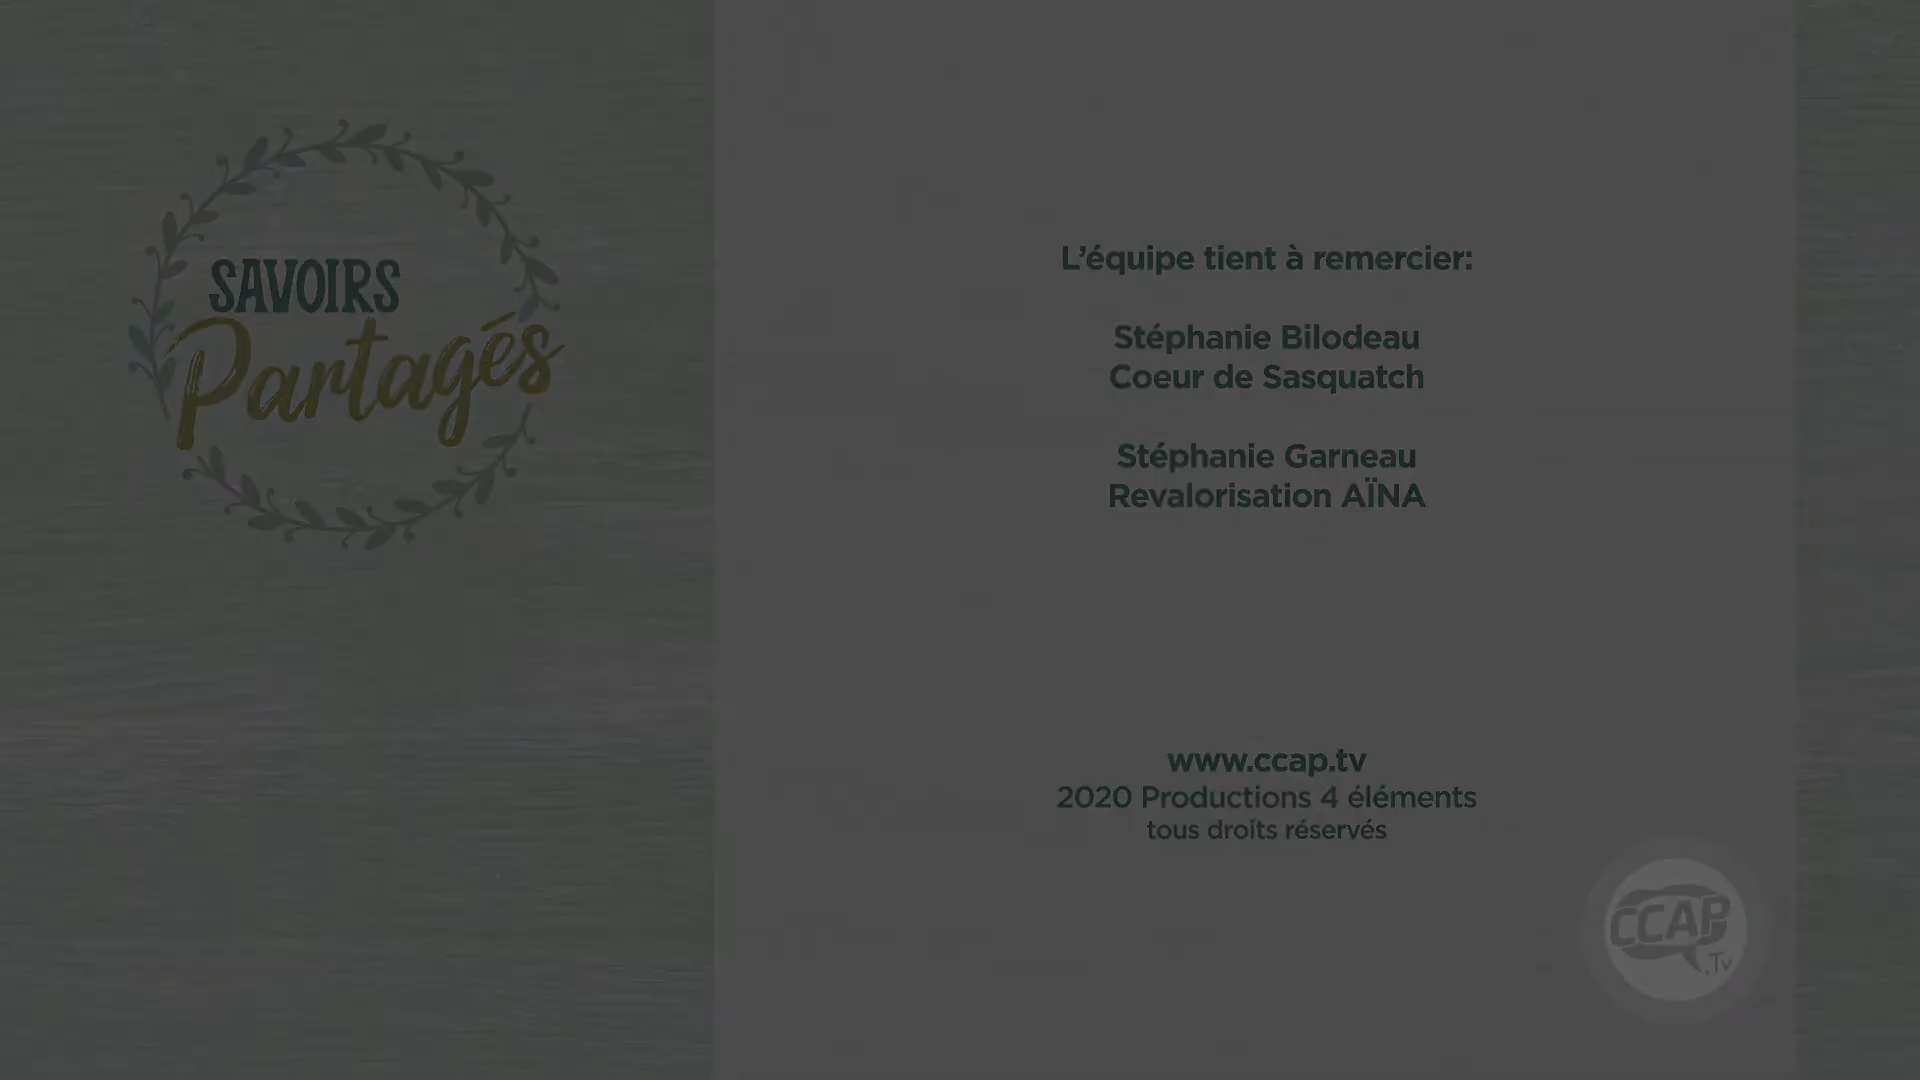 SAVOIRS
Partagés
L’équipe tient à remercier:
Stéphanie Bilodeau
Coeur de Sasquatch
Stéphanie Garneau
Revalorisation AÏNA
www.ccap.tv
2020 Productions 4 éléments
tous droits réservés
CCAP
.Tv